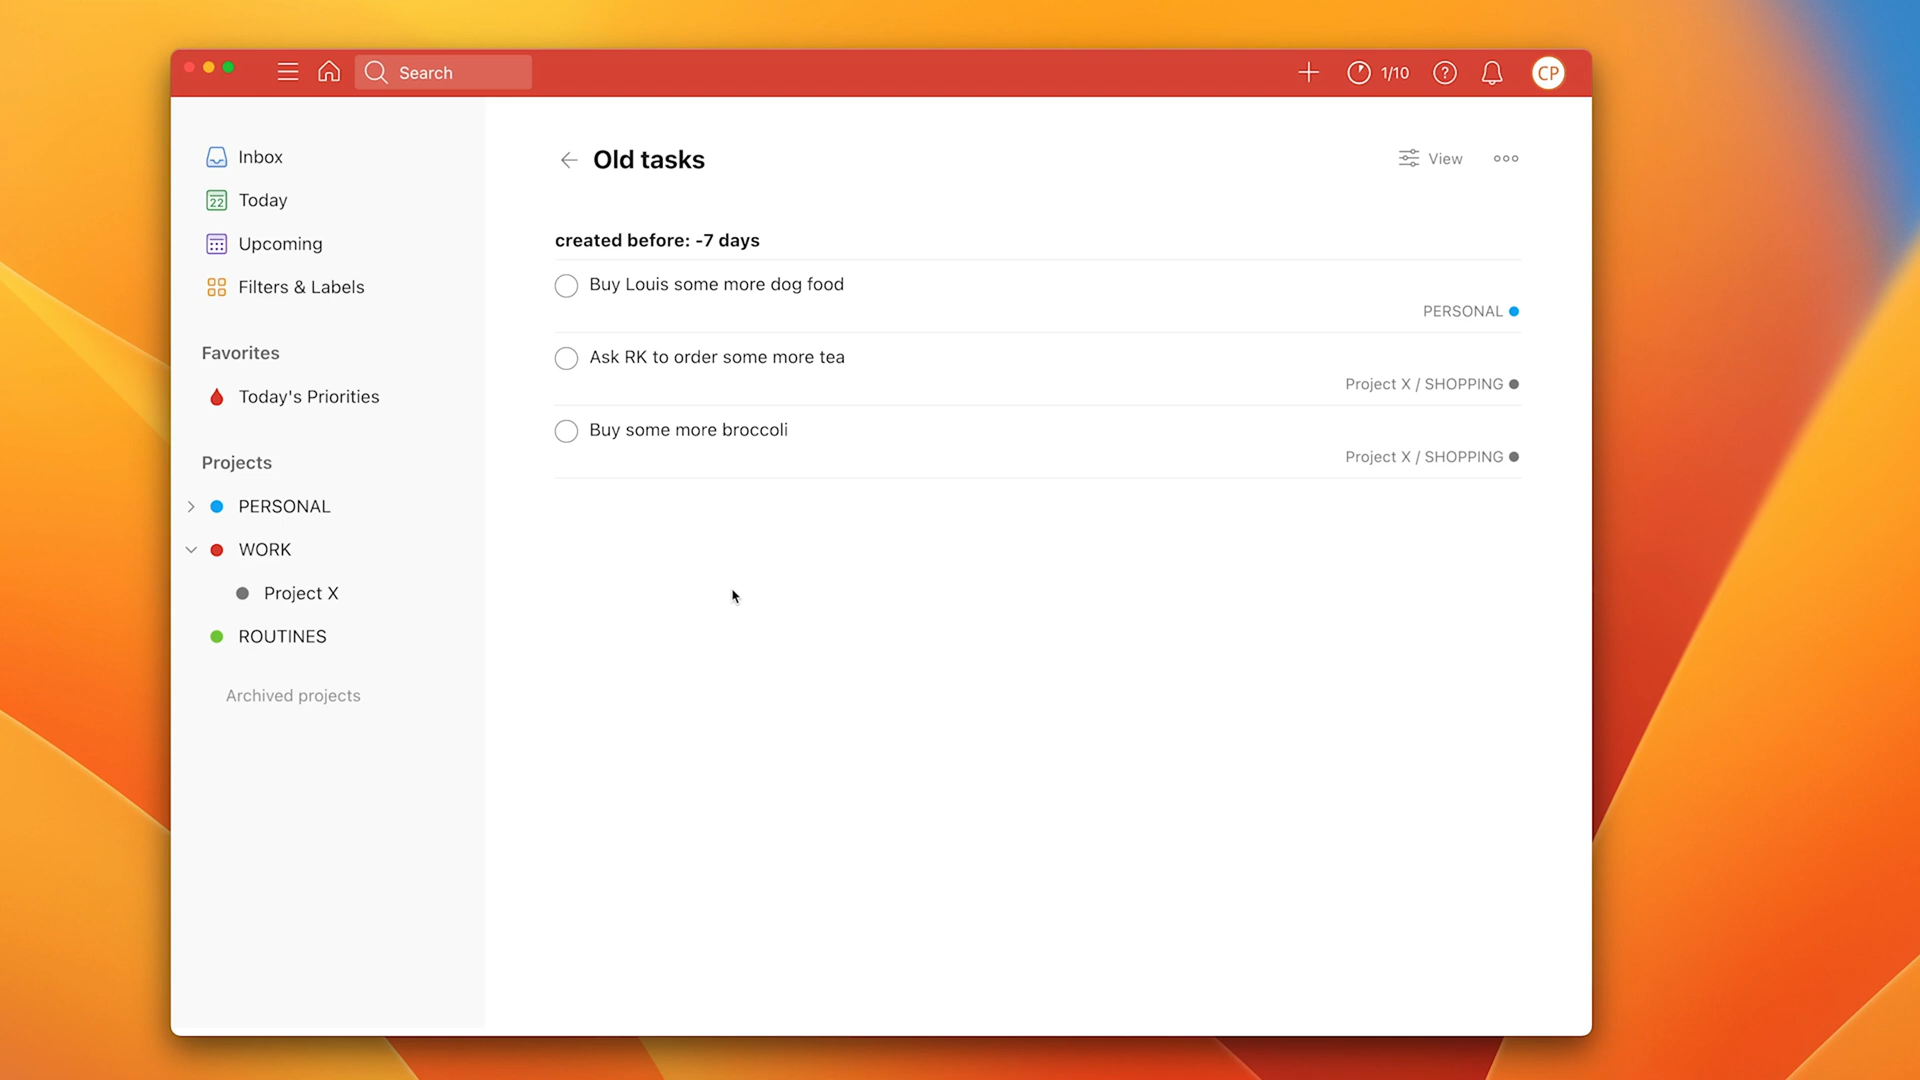 Search
1/10
?
CP
Inbox
22
Today
Upcoming
Filters & Labels
Favorites
Today's Priorities
Projects
PERSONAL
WORK
Project X
ROUTINES
Archived projects
Old tasks
View
created before: -7 days
Buy Louis some more dog food
PERSONAL
Ask RK to order some more tea
Project X / SHOPPING
Buy some more broccoli
Project X / SHOPPING